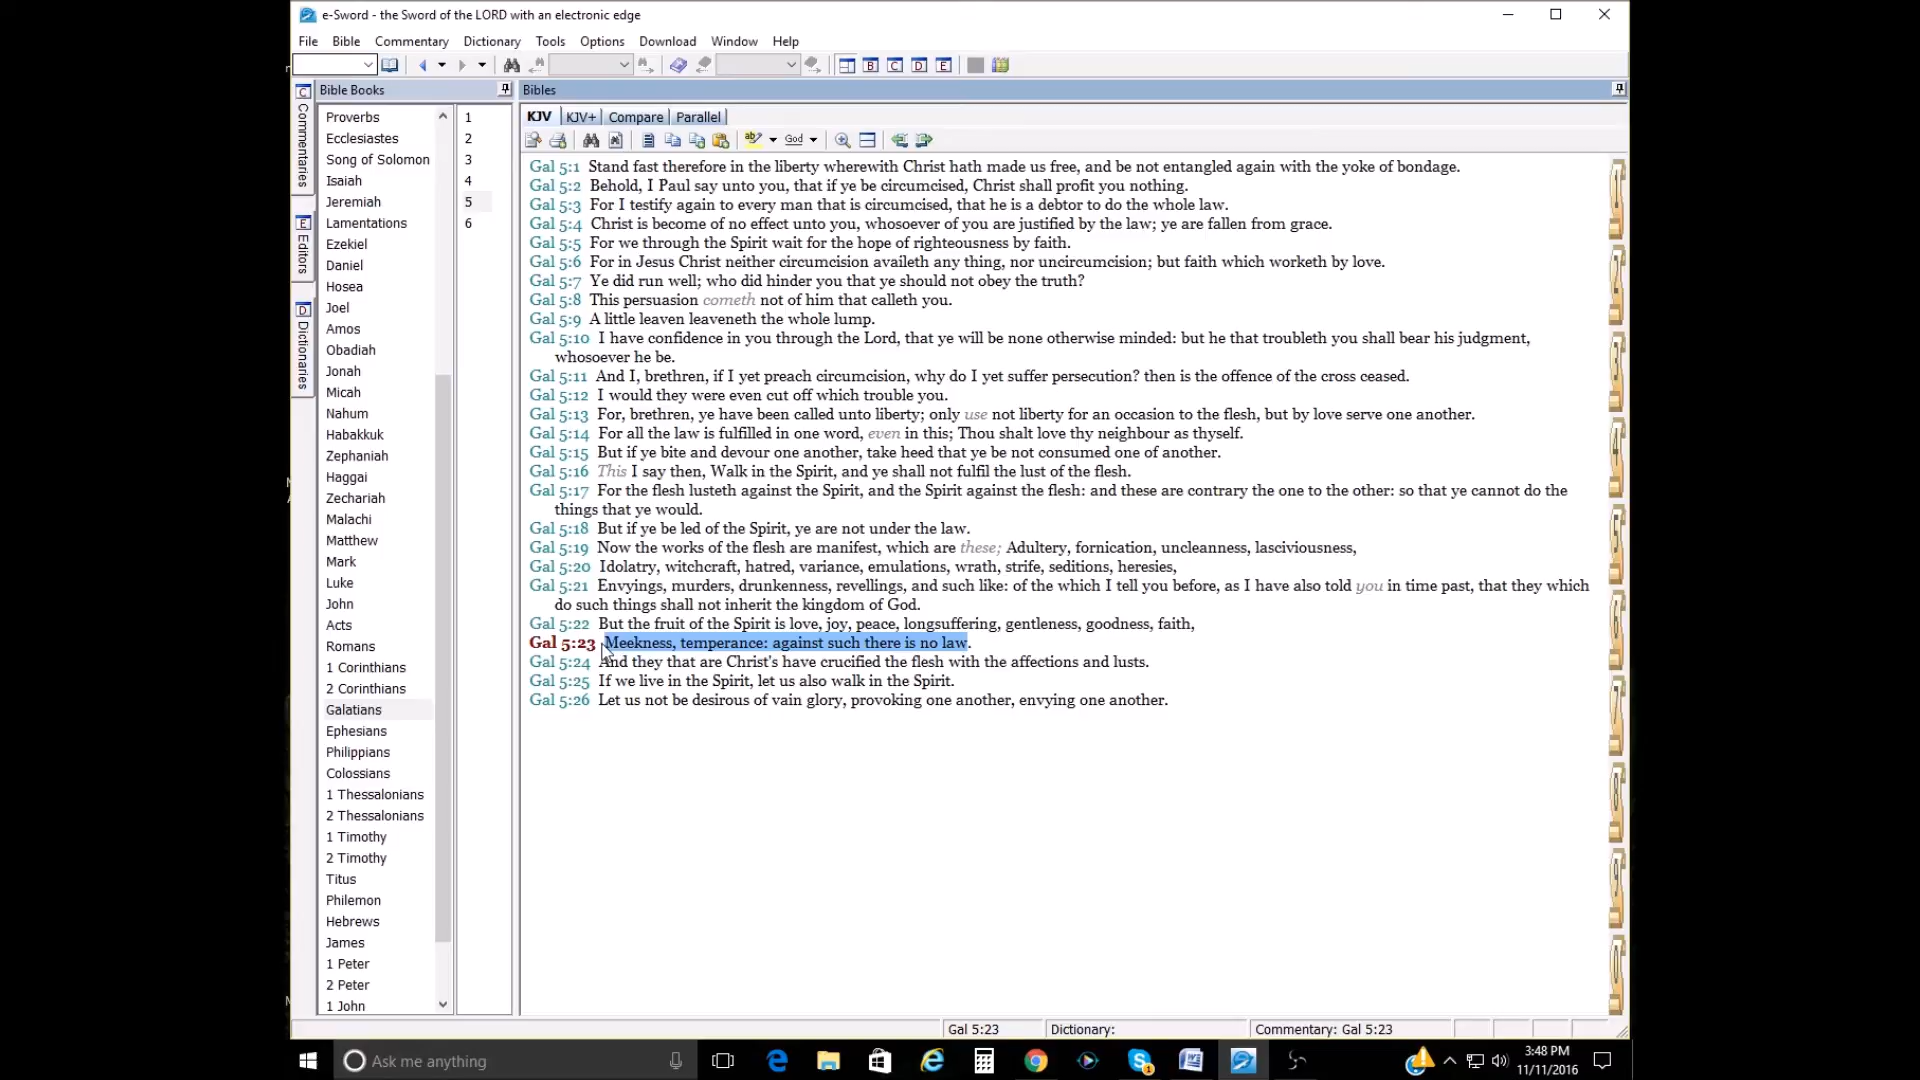 e-Sword - the Sword of the LORD with an electronic edge
File Bible Commentary Dictionary Tools Options Download Window Help
B C D E
Bible Books
Bibles
C Commentaries
E Editors
D Dictionaries
Proverbs
Ecclesiastes
Song of Solomon
Isaiah
Jeremiah
Lamentations
Ezekiel
Daniel
Hosea
Joel
Amos
Obadiah
Jonah
Micah
Nahum
Habakkuk
Zephaniah
Haggai
Zechariah
Malachi
Matthew
Mark
Luke
John
Acts
Romans
1 Corinthians
2 Corinthians
Galatians
Ephesians
Philippians
Colossians
1 Thessalonians
2 Thessalonians
1 Timothy
2 Timothy
Titus
Philemon
Hebrews
James
1 Peter
2 Peter
1 John
1
2
3
4
5
6
KJV KJV+ Compare Parallel
ab God
Gal 5:1 Stand fast therefore in the liberty wherewith Christ hath made us free, and be not entangled again with the yoke of bondage.
Gal 5:2 Behold, I Paul say unto you, that if ye be circumcised, Christ shall profit you nothing.
Gal 5:3 For I testify again to every man that is circumcised, that he is a debtor to do the whole law.
Gal 5:4 Christ is become of no effect unto you, whosoever of you are justified by the law; ye are fallen from grace.
Gal 5:5 For we through the Spirit wait for the hope of righteousness by faith.
Gal 5:6 For in Jesus Christ neither circumcision availeth any thing, nor uncircumcision; but faith which worketh by love.
Gal 5:7 Ye did run well; who did hinder you that ye should not obey the truth?
Gal 5:8 This persuasion cometh not of him that calleth you.
Gal 5:9 A little leaven leaveneth the whole lump.
Gal 5:10 I have confidence in you through the Lord, that ye will be none otherwise minded: but he that troubleth you shall bear his judgment,
whosoever he be.
Gal 5:11 And I, brethren, if I yet preach circumcision, why do I yet suffer persecution? then is the offence of the cross ceased.
Gal 5:12 I would they were even cut off which trouble you.
Gal 5:13 For, brethren, ye have been called unto liberty; only use not liberty for an occasion to the flesh, but by love serve one another.
Gal 5:14 For all the law is fulfilled in one word, even in this; Thou shalt love thy neighbour as thyself.
Gal 5:15 But if ye bite and devour one another, take heed that ye be not consumed one of another.
Gal 5:16 This I say then, Walk in the Spirit, and ye shall not fulfil the lust of the flesh.
Gal 5:17 For the flesh lusteth against the Spirit, and the Spirit against the flesh: and these are contrary the one to the other: so that ye cannot do the
things that ye would.
Gal 5:18 But if ye be led of the Spirit, ye are not under the law.
Gal 5:19 Now the works of the flesh are manifest, which are these; Adultery, fornication, uncleanness, lasciviousness,
Gal 5:20 Idolatry, witchcraft, hatred, variance, emulations, wrath, strife, seditions, heresies,
Gal 5:21 Envyings, murders, drunkenness, revellings, and such like: of the which I tell you before, as I have also told you in time past, that they which
do such things shall not inherit the kingdom of God.
Gal 5:22 But the fruit of the Spirit is love, joy, peace, longsuffering, gentleness, goodness, faith,
Gal 5:23 Meekness, temperance: against such there is no law.
Gal 5:24 And they that are Christ's have crucified the flesh with the affections and lusts.
Gal 5:25 If we live in the Spirit, let us also walk in the Spirit.
Gal 5:26 Let us not be desirous of vain glory, provoking one another, envying one another.
Gal 5:23 Dictionary: Commentary: Gal 5:23
Ask me anything
3:48 PM
11/11/2016